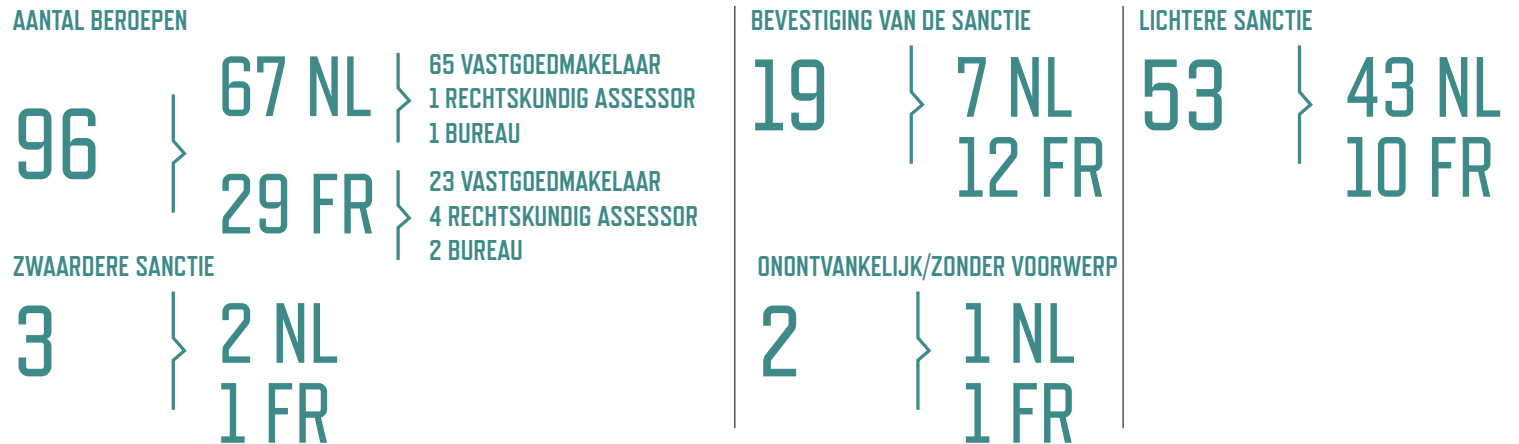 AANTAL BEROEPEN
96
67 NL
65 VASTGOEDMAKELAAR
1 RECHTSKUNDIG ASSESSOR
1 BUREAU
29 FR
23 VASTGOEDMAKELAAR
4 RECHTSKUNDIG ASSESSOR
2 BUREAU
ZWAARDERE SANCTIE
3
2 NL
1 FR
BEVESTIGING VAN DE SANCTIE
19
7 NL
12 FR
ONONTVANKELIJK/ZONDER VOORWERP
2
1 NL
1 FR
LICHTERE SANCTIE
53
43 NL
10 FR